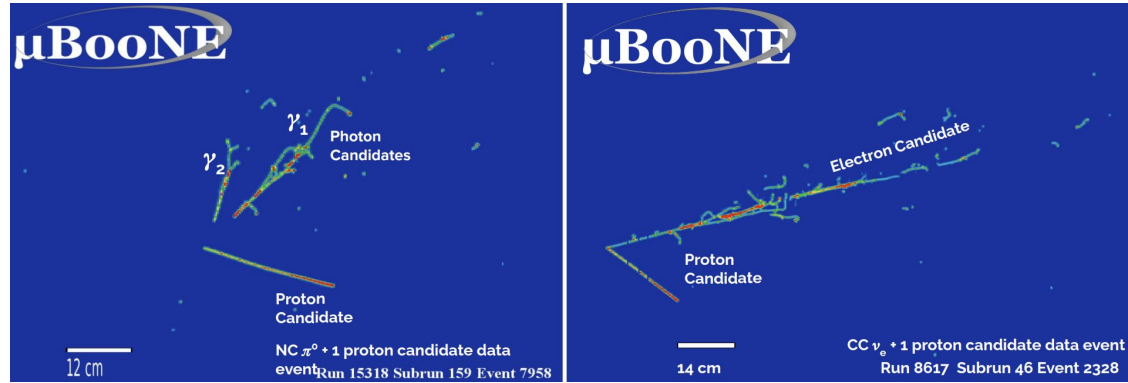 μBooNE
γ1
Photon
Candidates
γ2
Proton
Candidate
12 cm
NC π⁰ + 1 proton candidate data
event Run 15318 Subrun 159 Event 7958
μBooNE
Electron Candidate
Proton
Candidate
14 cm
CC νe + 1 proton candidate data event
Run 8617 Subrun 46 Event 2328